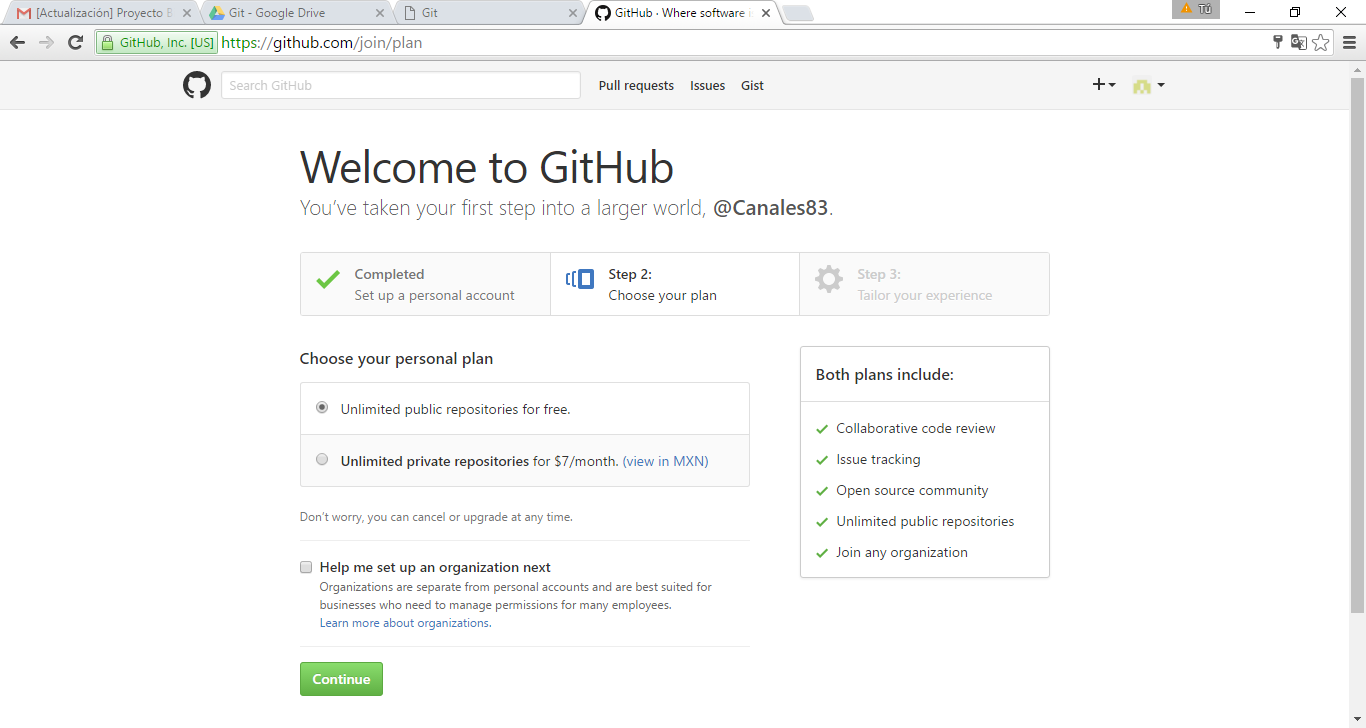 [Actualización] Proyecto
Git - Google Drive
Git
GitHub · Where software
Tú
GitHub, Inc. [US]
https://github.com/join/plan
Search GitHub
Pull requests
Issues
Gist
Welcome to GitHub
You’ve taken your first step into a larger world, @Canales83.
Completed
Set up a personal account
Step 2:
Choose your plan
Step 3:
Tailor your experience
Choose your personal plan
Unlimited public repositories for free.
Unlimited private repositories for $7/month. (view in MXN)
Don’t worry, you can cancel or upgrade at any time.
Help me set up an organization next
Organizations are separate from personal accounts and are best suited for
businesses who need to manage permissions for many employees.
Learn more about organizations.
Continue
Both plans include:
Collaborative code review
Issue tracking
Open source community
Unlimited public repositories
Join any organization